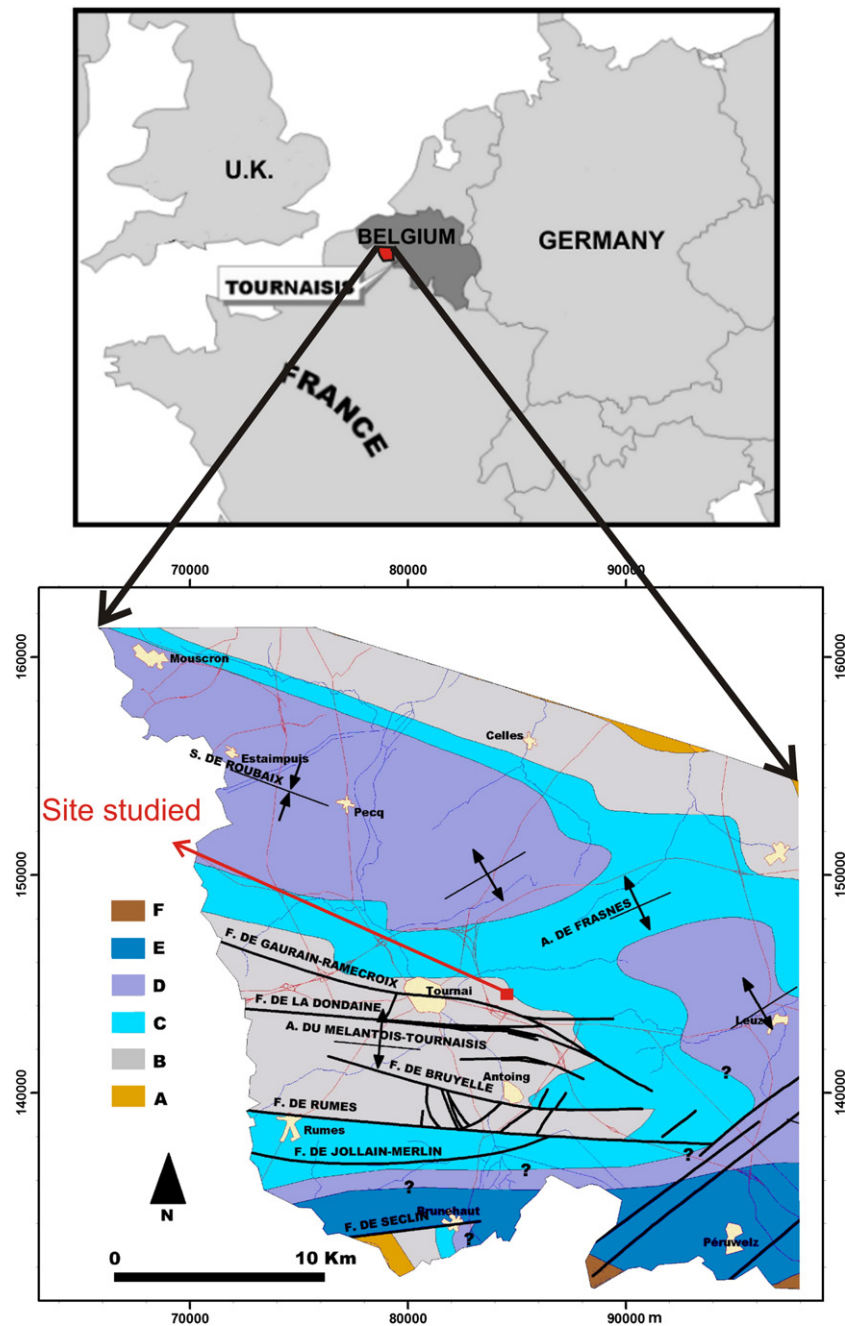 U.K.
BELGIUM
GERMANY
TOURNAISIS
FRANCE
70000
80000
90000
160000
160000
Mouscron
Celles
Estaimpuis
S. DE ROUBAIX
Pecq
Site studied
150000
150000
A. DE FRASNES
F
E
D
C
B
A
F. DE GAURAIN-RAMECROIX
Tournai
F. DE LA DONDAINE
A. DU MELANTOIS-TOURNAISIS
Leuze
F. DE BRUYELLE
Antoing
?
140000
140000
F. DE RUMES
Rumes
F. DE JOLLAIN-MERLIN
?
?
?
N
Brunehaut
F. DE SECLIN
?
Péruwelz
0
10 Km
70000
80000
90000 m